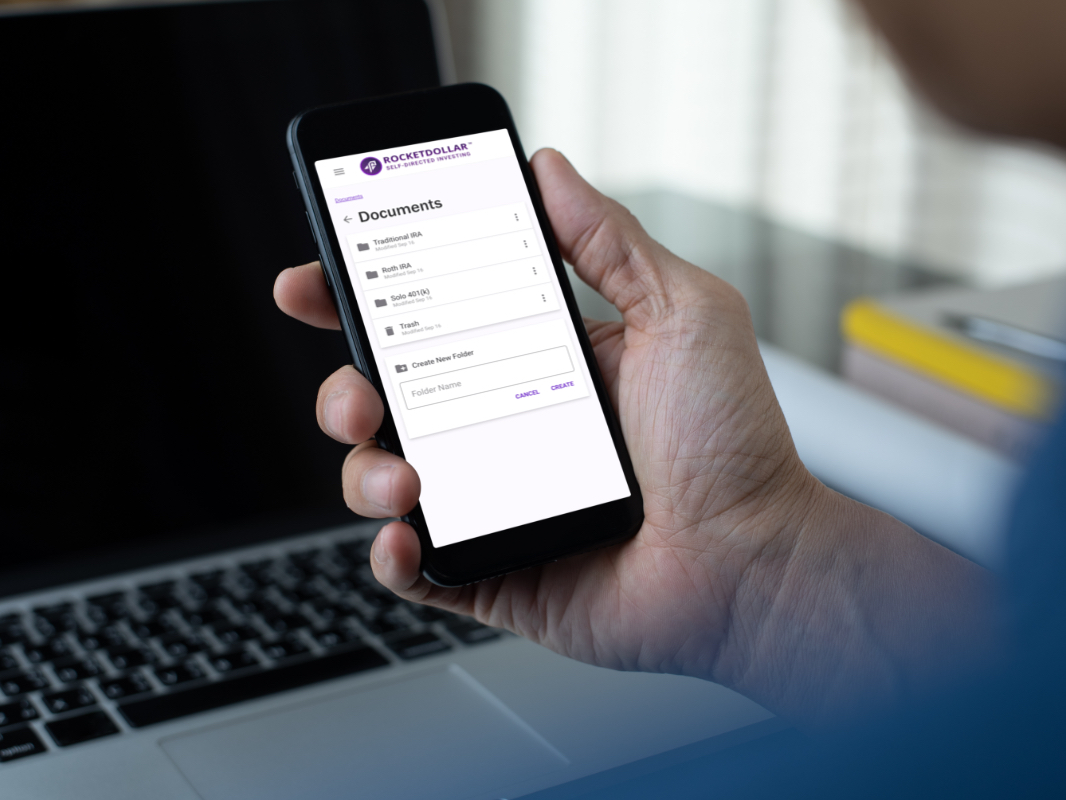 ROCKETDOLLAR™
SELF-DIRECTED INVESTING
Documents
Documents
Traditional IRA
Modified Sep 16
Roth IRA
Modified Sep 16
Solo 401(k)
Modified Sep 16
Trash
Modified Sep 16
Create New Folder
Folder Name
CANCEL CREATE
option